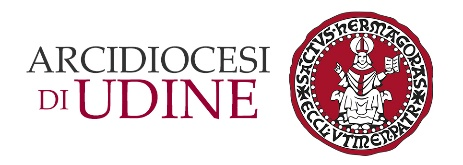 ARCIDIOCESI
DI UDINE
SCTVS HERMAGORAS
ECCL VTINEN PATR